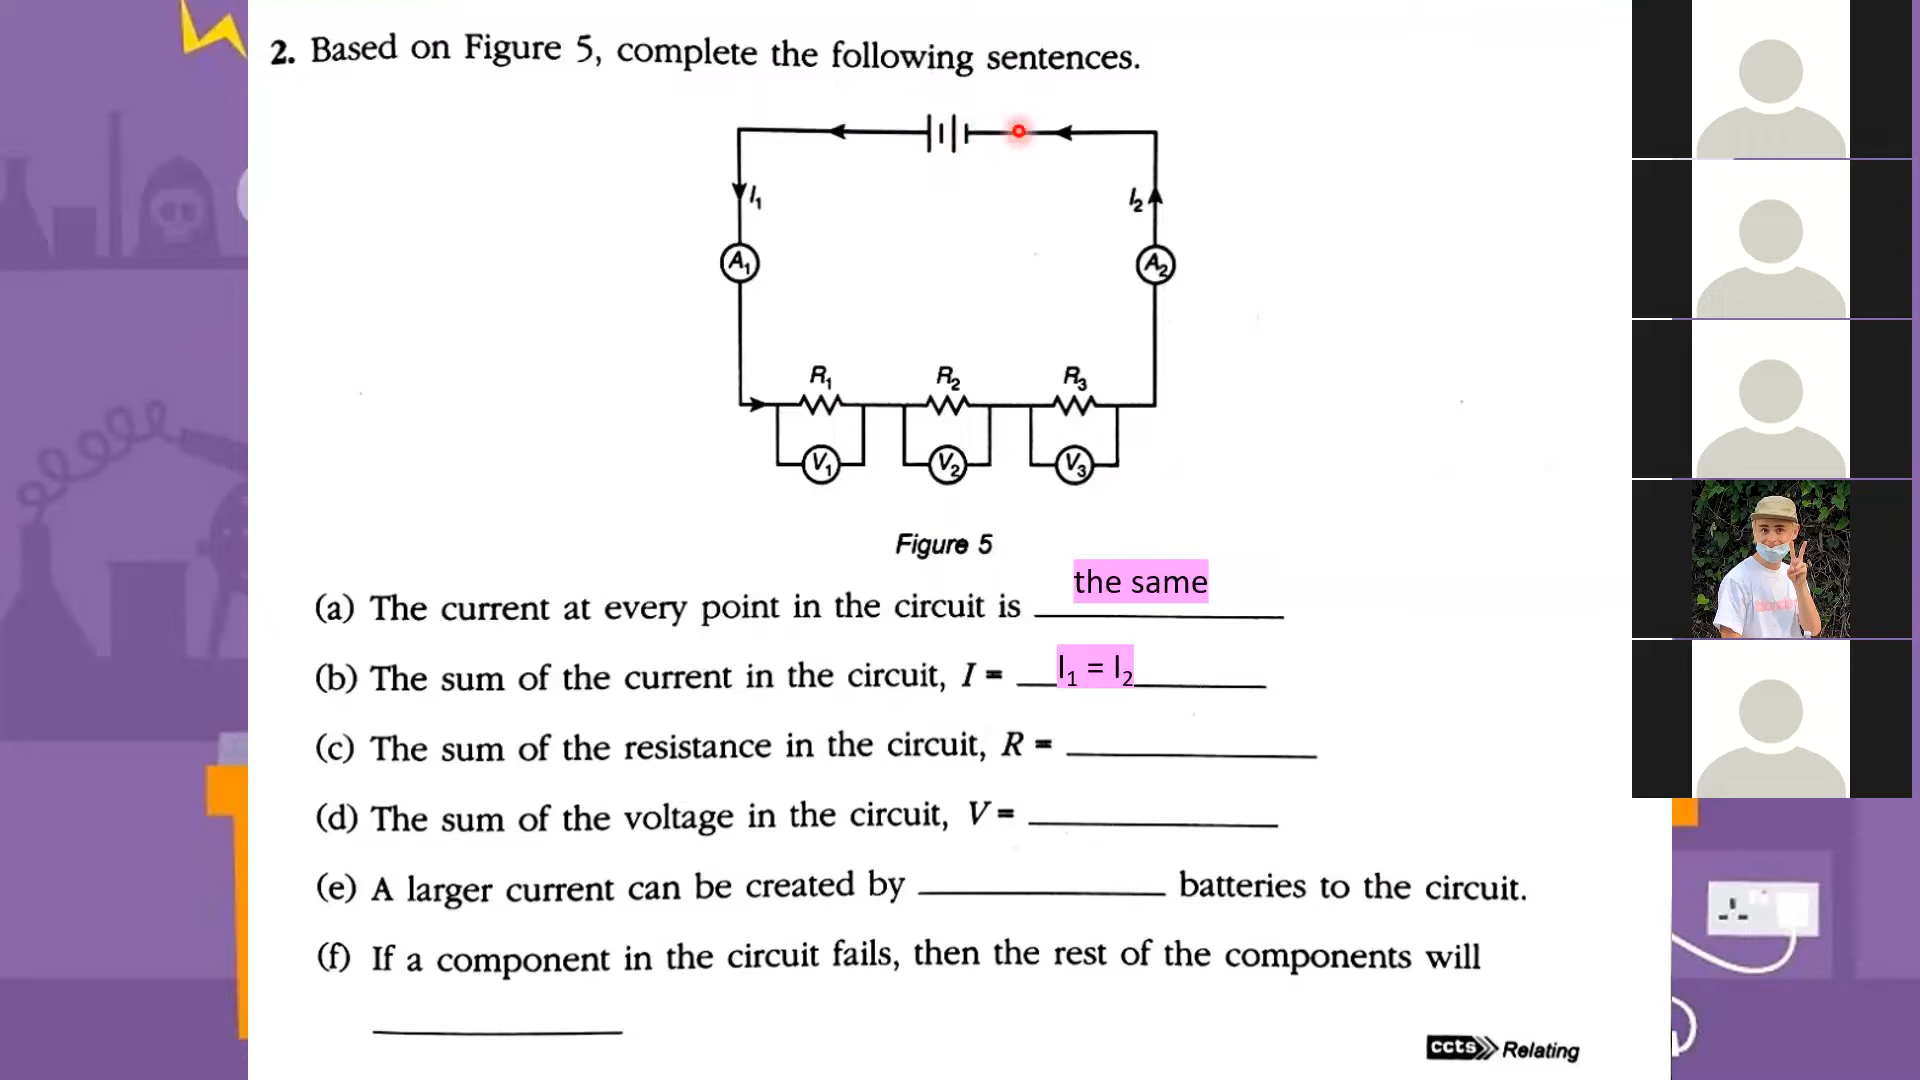 2. Based on Figure 5, complete the following sentences.
I1
I2
A1
A2
R1
R2
R3
V1
V2
V3
Figure 5
the same
(a) The current at every point in the circuit is
(b) The sum of the current in the circuit, I = I1 = I2
(c) The sum of the resistance in the circuit, R =
(d) The sum of the voltage in the circuit, V =
(e) A larger current can be created by batteries to the circuit.
(f) If a component in the circuit fails, then the rest of the components will
ccts Relating